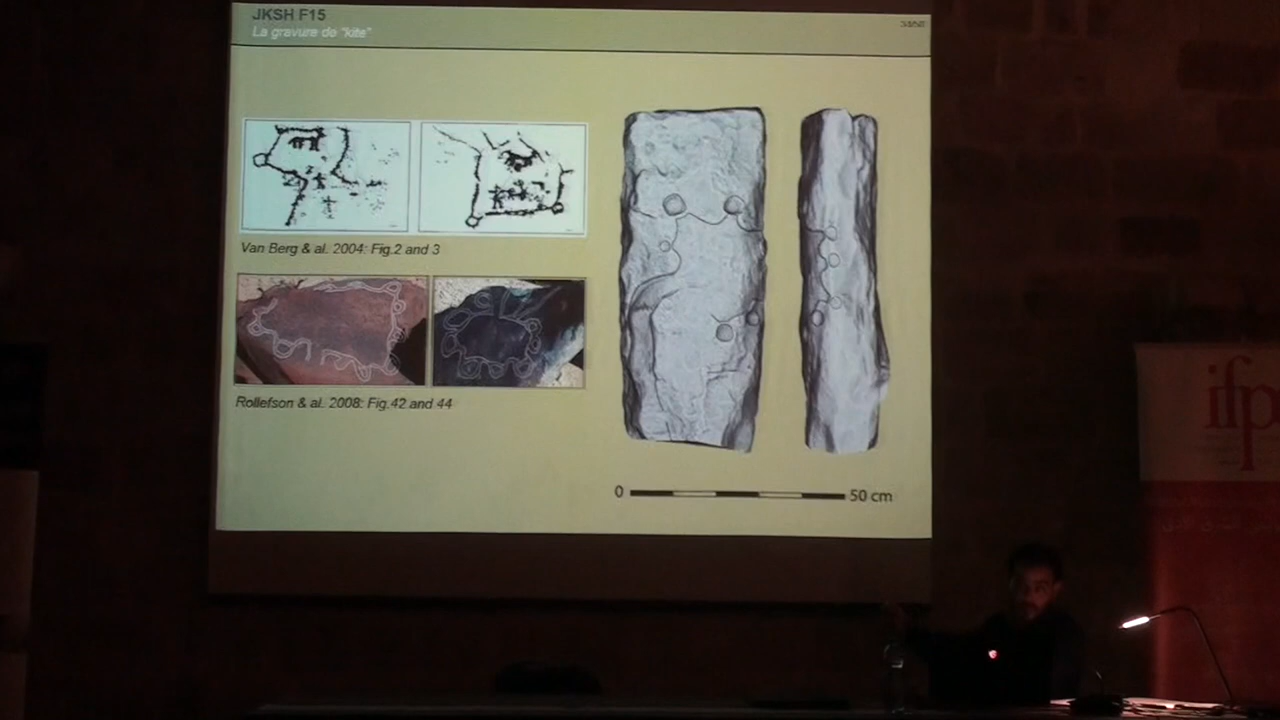 JKSH F15
La gravure de "kite"
Van Berg & al. 2004: Fig.2 and 3
Rollefson & al. 2008: Fig.42 and 44
0
50 cm
ifp